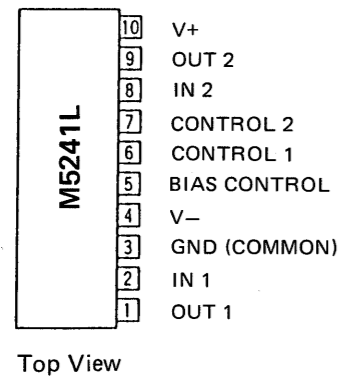 M5241L
10 V+
9 OUT 2
8 IN 2
7 CONTROL 2
6 CONTROL 1
5 BIAS CONTROL
4 V−
3 GND (COMMON)
2 IN 1
1 OUT 1
Top View